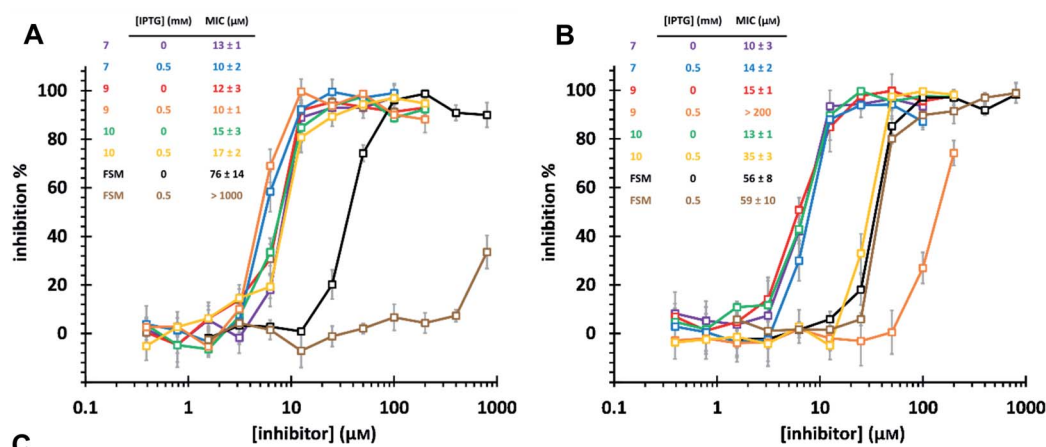 A
[IPTG] (mM) MIC (µM)
7 0 13 ± 1
7 0.5 10 ± 2
9 0 12 ± 3
9 0.5 10 ± 1
10 0 15 ± 3
10 0.5 17 ± 2
FSM 0 76 ± 14
FSM 0.5 > 1000
inhibition %
100
80
60
40
20
0
0.1 1 10 100 1000
[inhibitor] (µM)
B
[IPTG] (mM) MIC (µM)
7 0 10 ± 3
7 0.5 14 ± 2
9 0 15 ± 1
9 0.5 > 200
10 0 13 ± 1
10 0.5 35 ± 3
FSM 0 56 ± 8
FSM 0.5 59 ± 10
inhibition %
100
80
60
40
20
0
0.1 1 10 100 1000
[inhibitor] (µM)